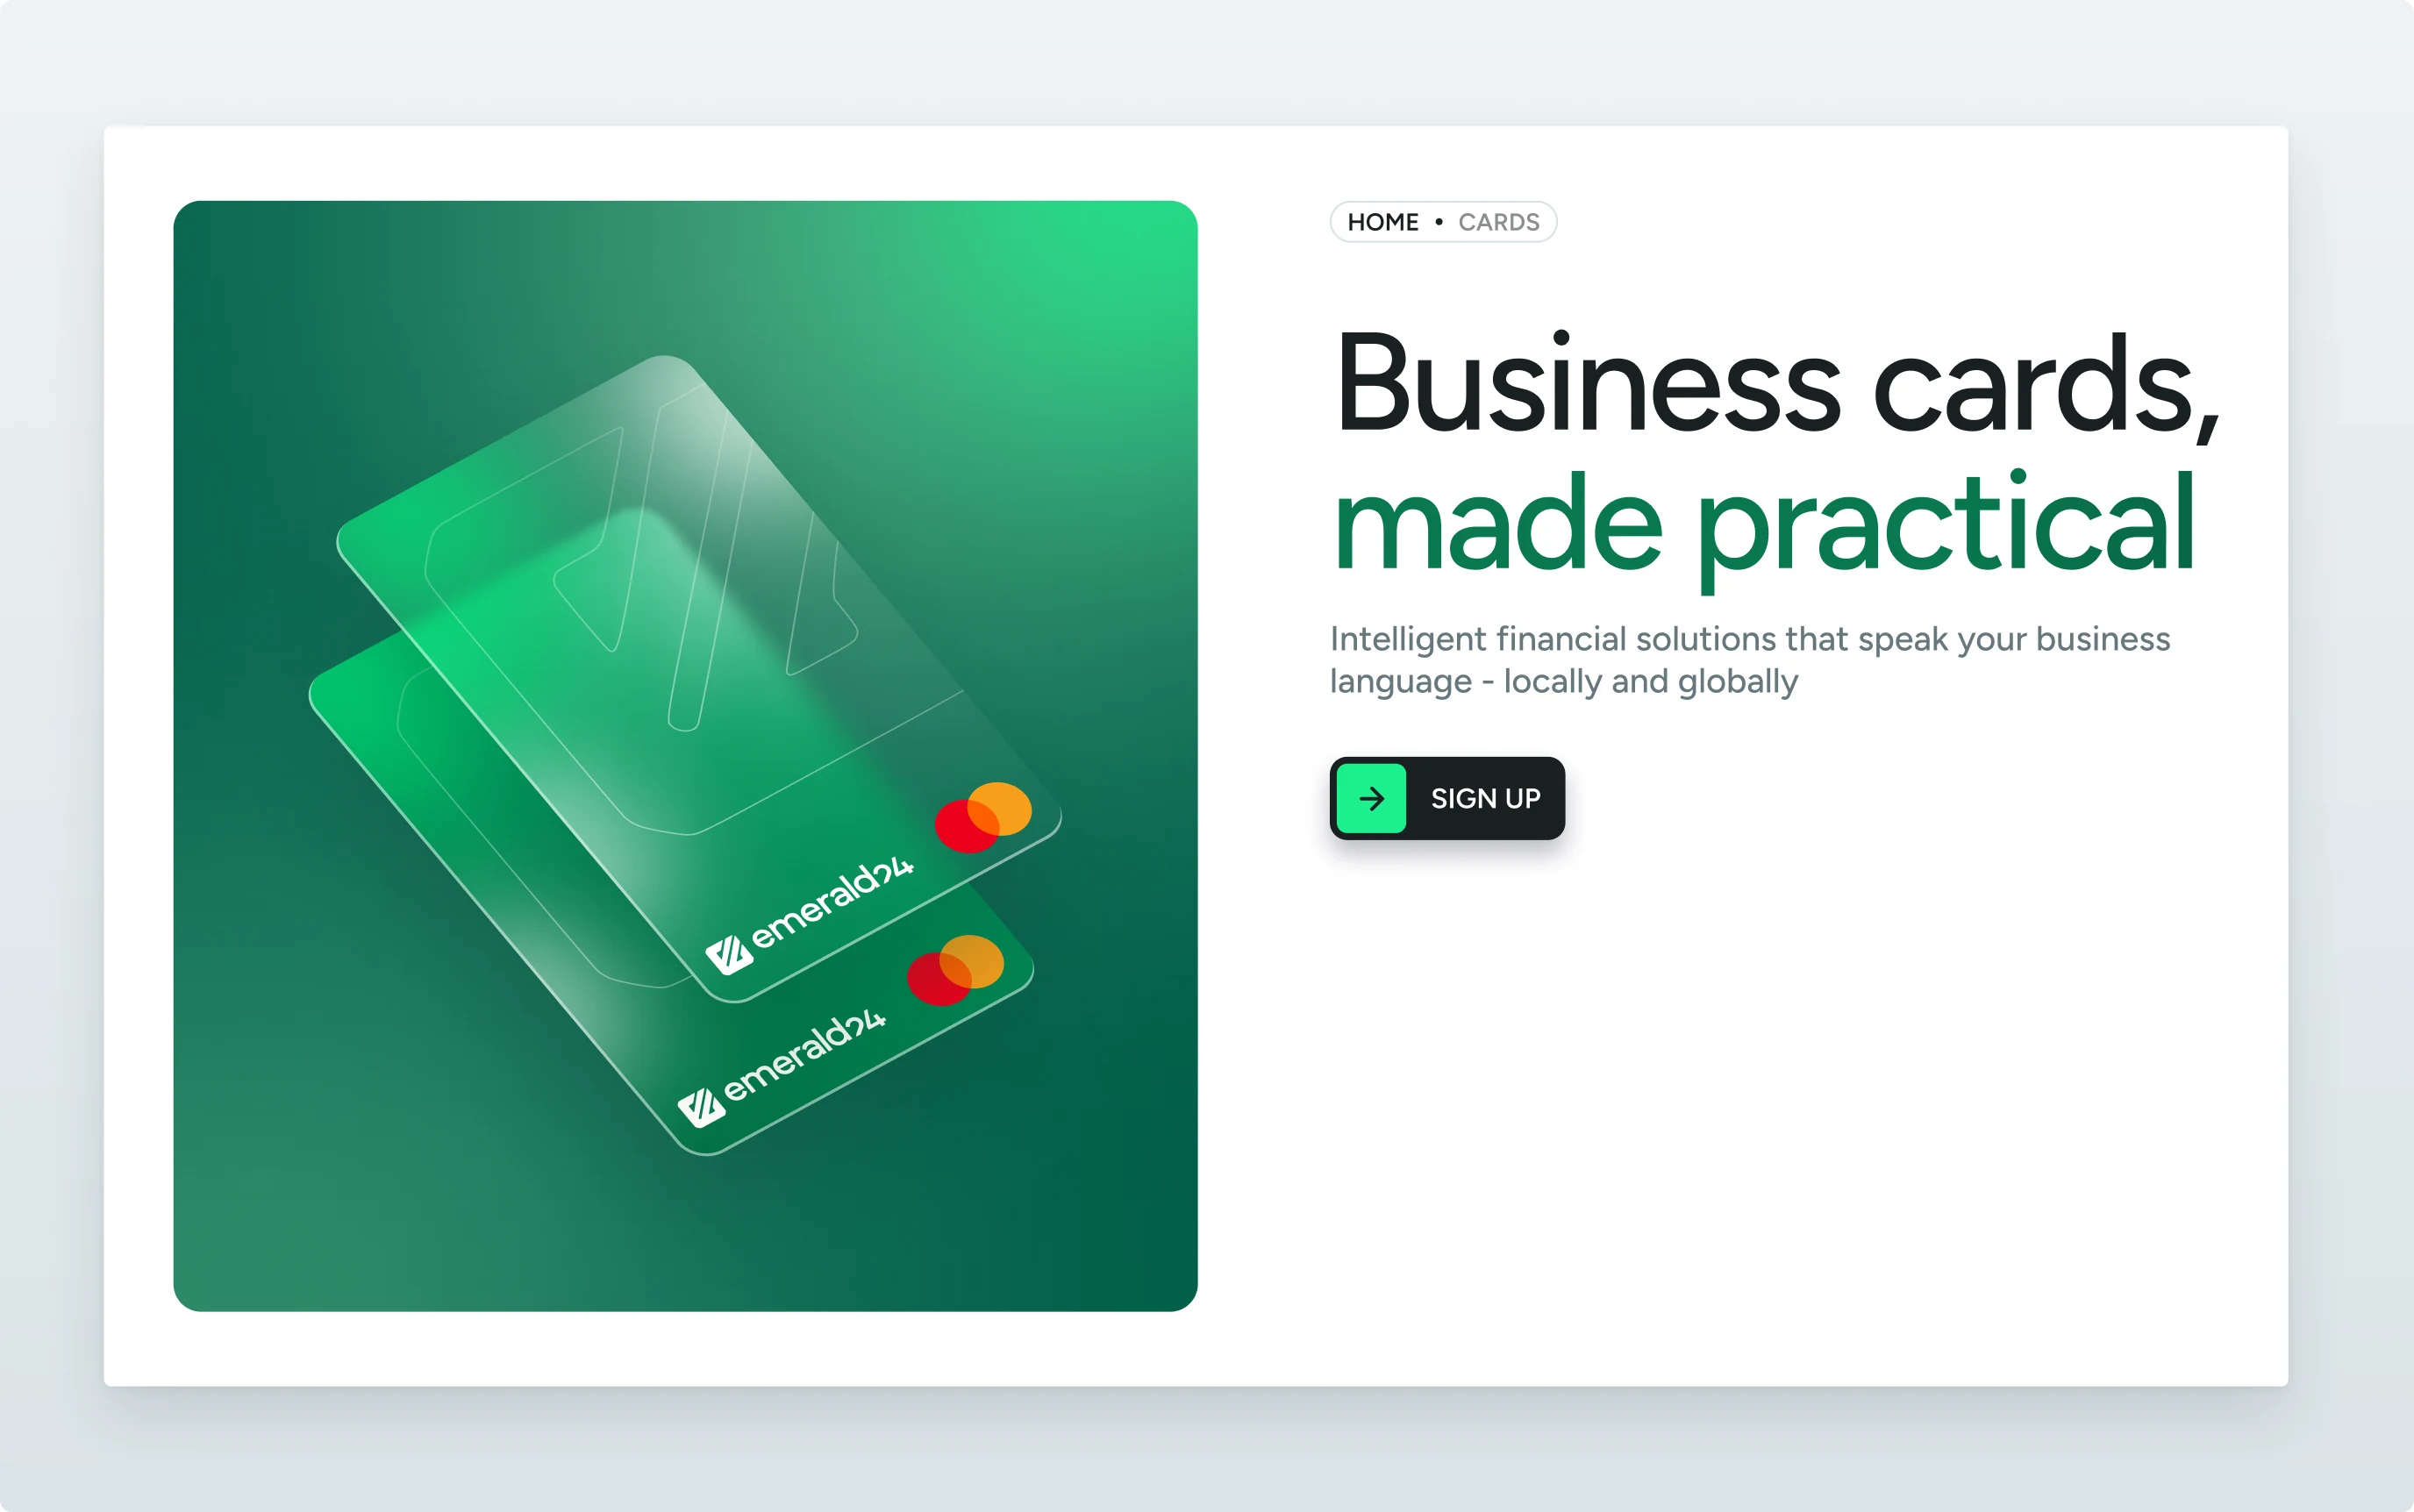 HOME • CARDS
Business cards,
made practical
Intelligent financial solutions that speak your business
language - locally and globally
SIGN UP
emerald24
emerald24